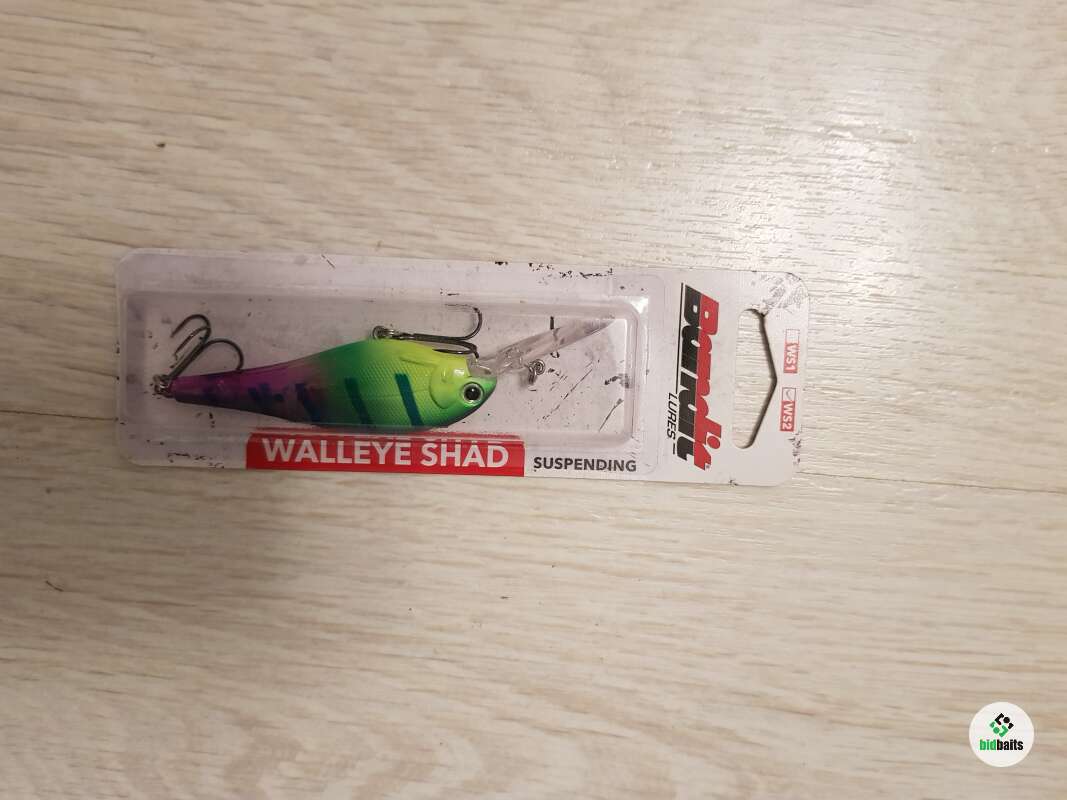 Bandit
LURES
WS1
WS2
WALLEYE SHAD
SUSPENDING
bidbaits